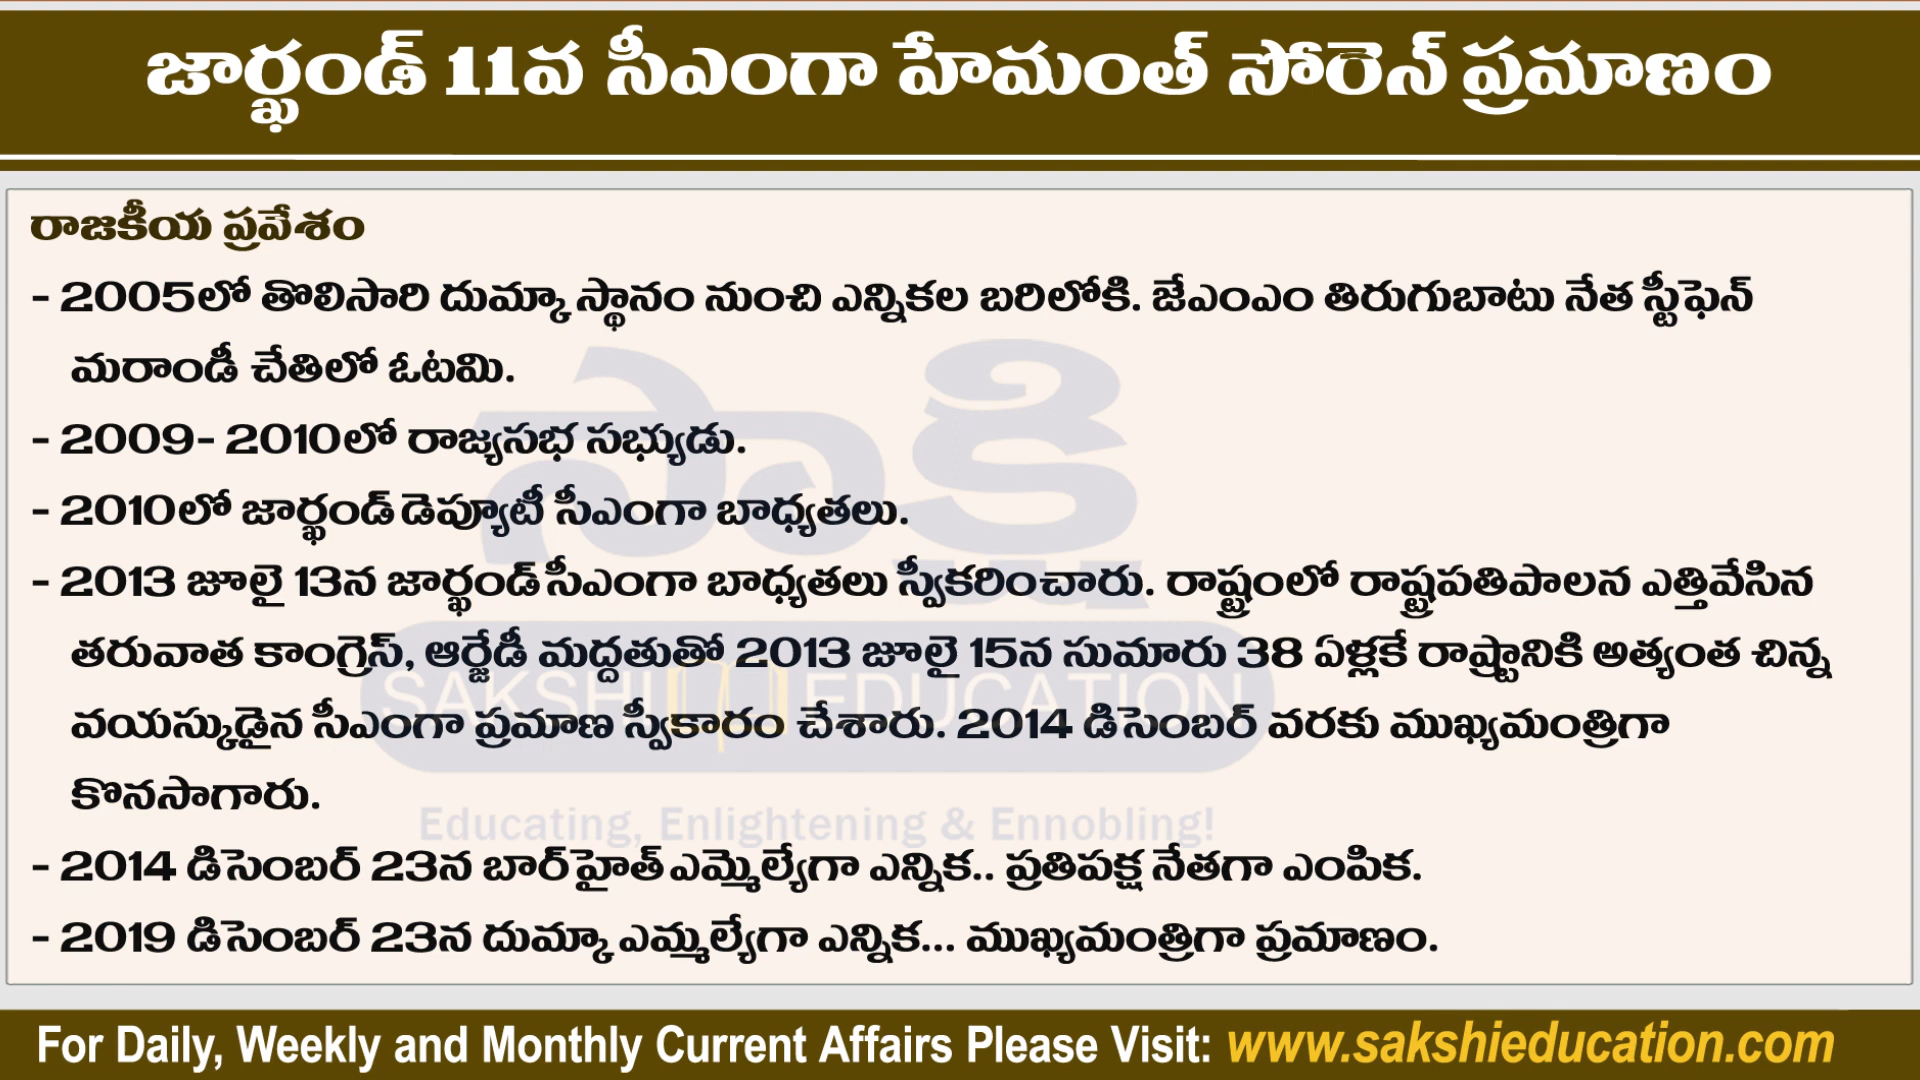 జార్ఖండ్ 11వ సీఎంగా హేమంత్ సోరెన్ ప్రమాణం
రాజకీయ ప్రవేశం
- 2005లో తొలిసారి దుమ్కా స్థానం నుంచి ఎన్నికల బరిలోకి. జేఎంఎం తిరుగుబాటు నేత స్టీఫెన్
మరాండీ చేతిలో ఓటమి.
- 2009- 2010లో రాజ్యసభ సభ్యుడు.
- 2010లో జార్ఖండ్ డెప్యూటీ సీఎంగా బాధ్యతలు.
- 2013 జూలై 13న జార్ఖండ్ సీఎంగా బాధ్యతలు స్వీకరించారు. రాష్ట్రంలో రాష్ట్రపతిపాలన ఎత్తివేసిన
తరువాత కాంగ్రెస్, ఆర్జేడీ మద్దతుతో 2013 జూలై 15న సుమారు 38 ఏళ్లకే రాష్ట్రానికి అత్యంత చిన్న
వయస్కుడైన సీఎంగా ప్రమాణ స్వీకారం చేశారు. 2014 డిసెంబర్ వరకు ముఖ్యమంత్రిగా
కొనసాగారు.
- 2014 డిసెంబర్ 23న బార్‌హైత్ ఎమ్మెల్యేగా ఎన్నిక.. ప్రతిపక్ష నేతగా ఎంపిక.
- 2019 డిసెంబర్ 23న దుమ్కా ఎమ్మల్యేగా ఎన్నిక... ముఖ్యమంత్రిగా ప్రమాణం.
సాక్షి
SAKSHI EDUCATION
Educating, Enlightening & Ennobling!
For Daily, Weekly and Monthly Current Affairs Please Visit: www.sakshieducation.com